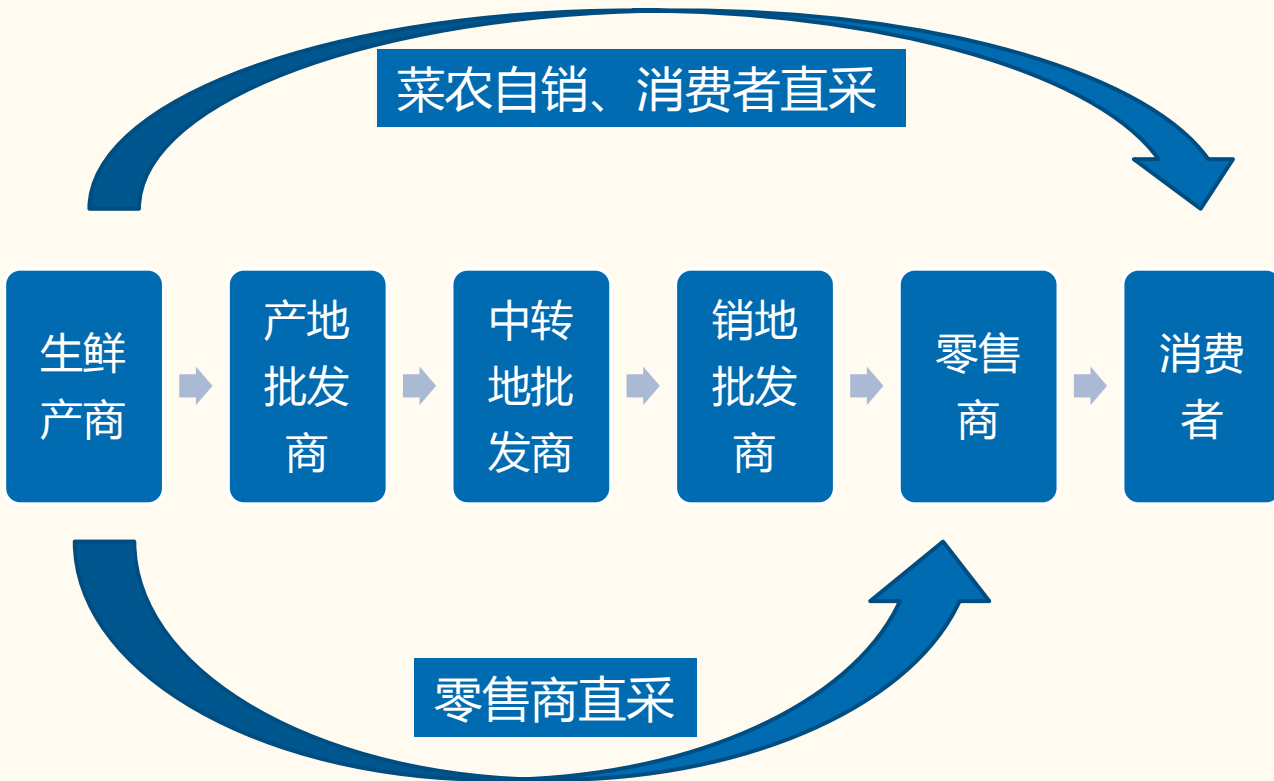 菜农自销、消费者直采
生鲜
产商
产地
批发
商
中转
地批
发商
销地
批发
商
零售
商
消费
者
零售商直采